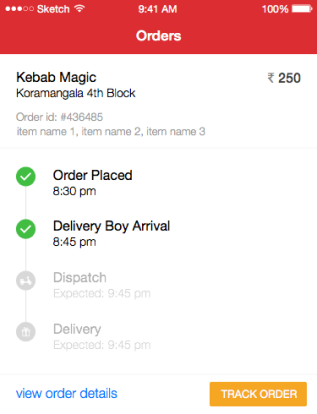 Sketch 9:41 AM 100%
Orders
Kebab Magic ₹ 250
Koramangala 4th Block
Order id: #436485
item name 1, item name 2, item name 3
Order Placed
8:30 pm
Delivery Boy Arrival
8:45 pm
Dispatch
Expected: 9:45 pm
Delivery
Expected: 9:45 pm
view order details TRACK ORDER